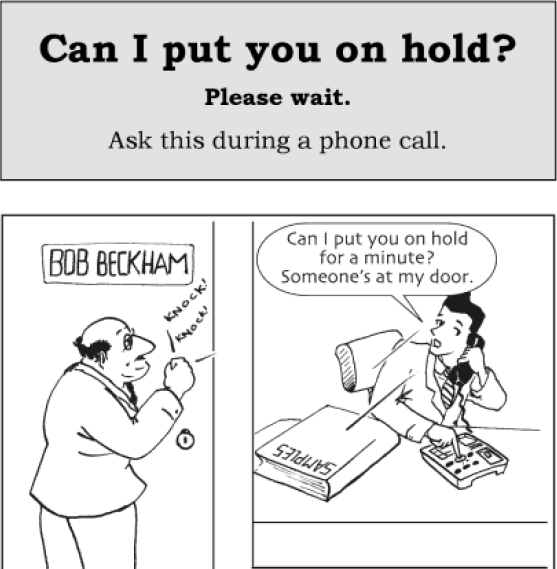 Can I put you on hold?
Please wait.
Ask this during a phone call.
BOB BECKHAM
KNOCK!
KNOCK!
Can I put you on hold
for a minute?
Someone's at my door.
SAMPLES